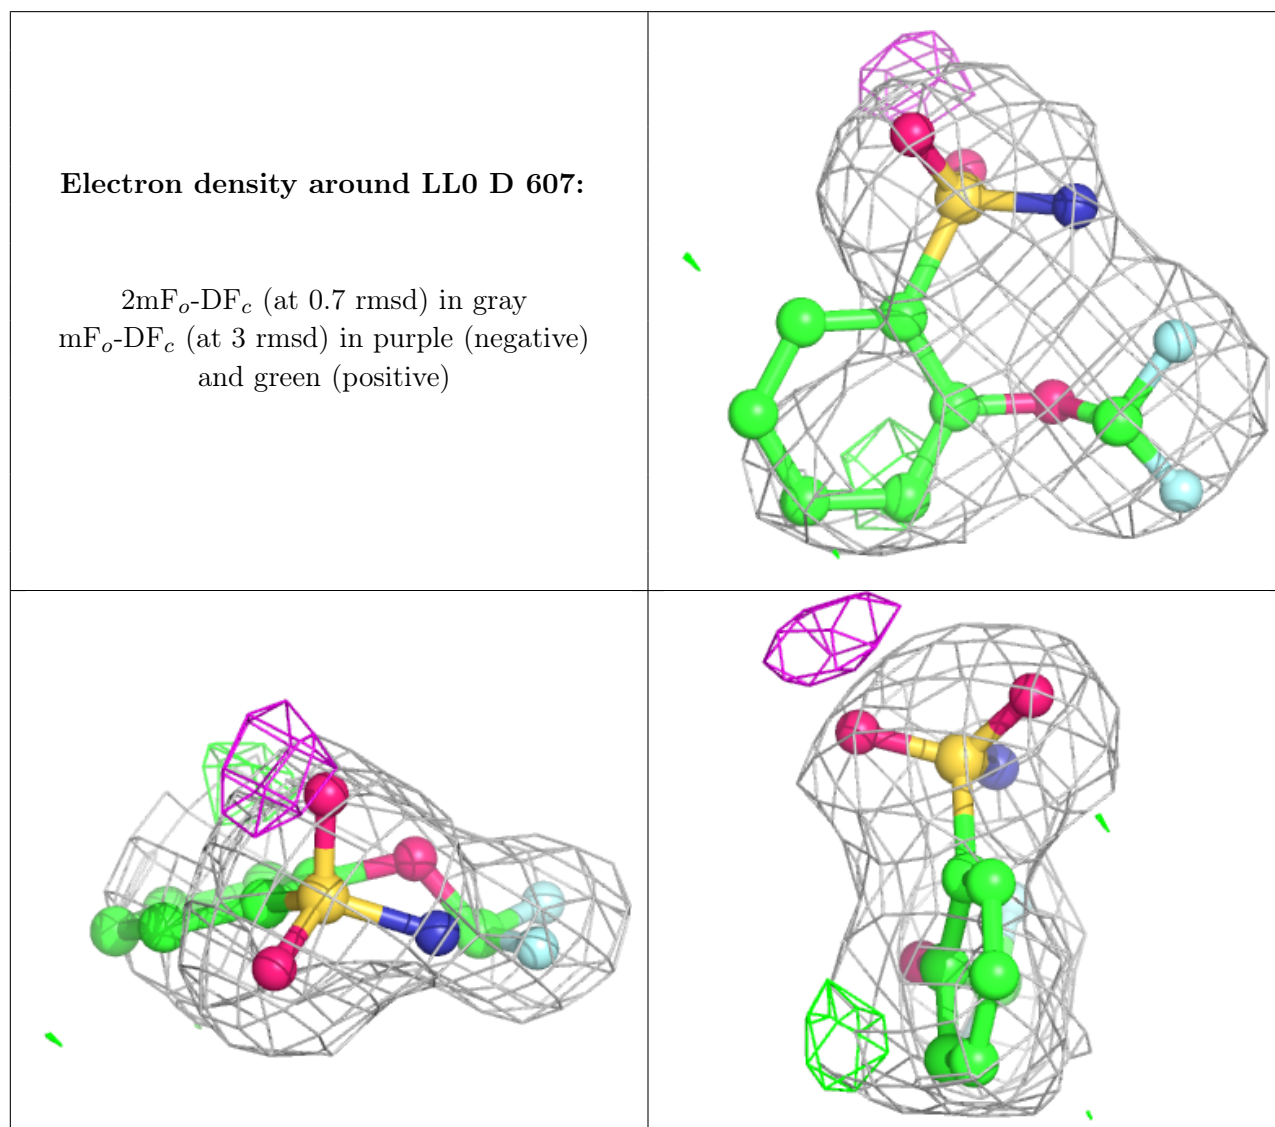 Electron density around LL0 D 607:
2mFo-DFc (at 0.7 rmsd) in gray
mFo-DFc (at 3 rmsd) in purple (negative)
and green (positive)